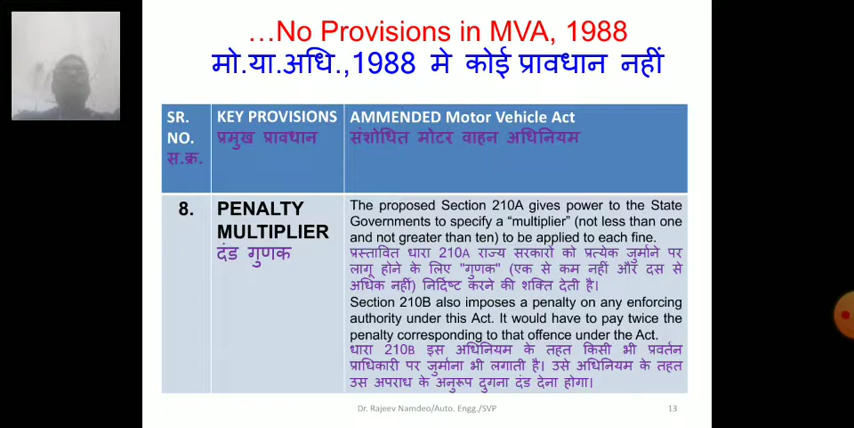 ...No Provisions in MVA, 1988
मो.या.अधि.,1988 मे कोई प्रावधान नहीं
SR. NO.
स.क्र.
KEY PROVISIONS
प्रमुख प्रावधान
AMMENDED Motor Vehicle Act
संशोधित मोटर वाहन अधिनियम
8.
PENALTY
MULTIPLIER
दंड गुणक
The proposed Section 210A gives power to the State
Governments to specify a “multiplier” (not less than one
and not greater than ten) to be applied to each fine.
प्रस्तावित धारा 210A राज्य सरकारों को प्रत्येक जुर्माने पर
लागू होने के लिए "गुणक" (एक से कम नहीं और दस से
अधिक नहीं) निर्दिष्ट करने की शक्ति देती है।
Section 210B also imposes a penalty on any enforcing
authority under this Act. It would have to pay twice the
penalty corresponding to that offence under the Act.
धारा 210B इस अधिनियम के तहत किसी भी प्रवर्तन
प्राधिकारी पर जुर्माना भी लगाती है। उसे अधिनियम के तहत
उस अपराध के अनुरूप दुगना दंड देना होगा।
Dr. Rajeev Namdeo/Auto. Engg./SVP
13